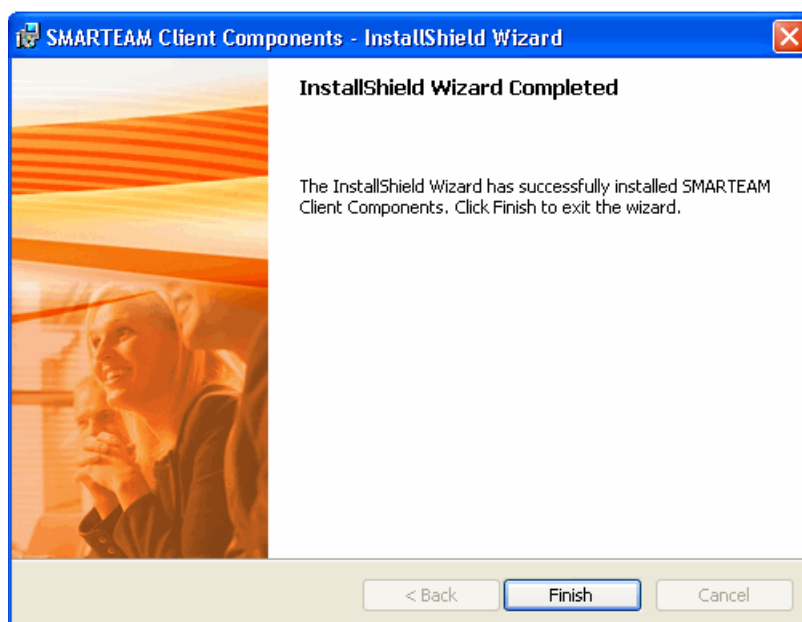 SMARTEAM Client Components - InstallShield Wizard
InstallShield Wizard Completed
The InstallShield Wizard has successfully installed SMARTEAM
Client Components. Click Finish to exit the wizard.
< Back Finish Cancel